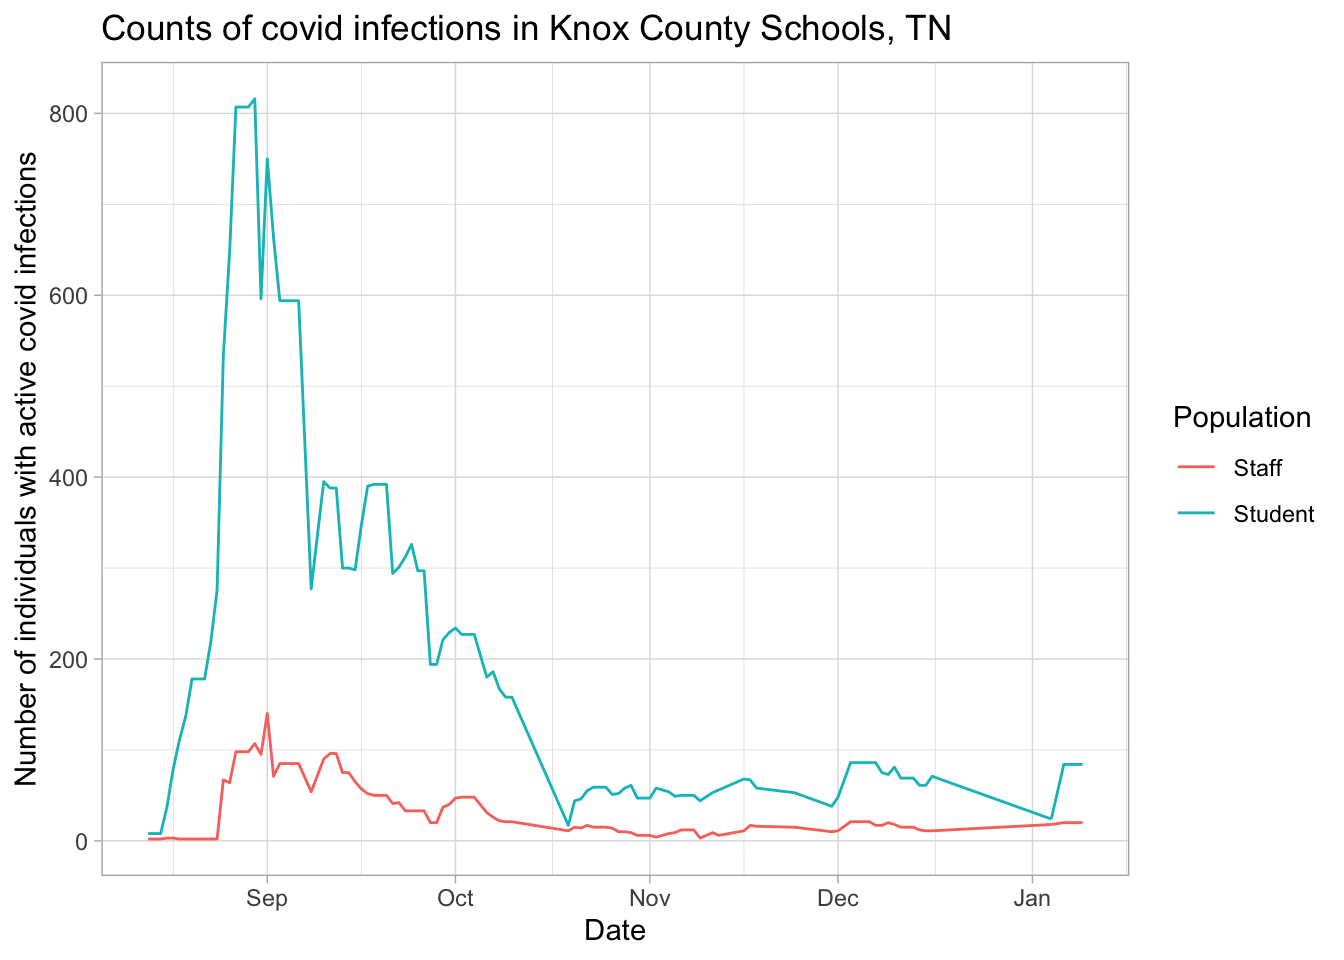 Counts of covid infections in Knox County Schools, TN
Number of individuals with active covid infections
800
600
400
200
0
Sep Oct Nov Dec Jan
Date
Population
Staff
Student